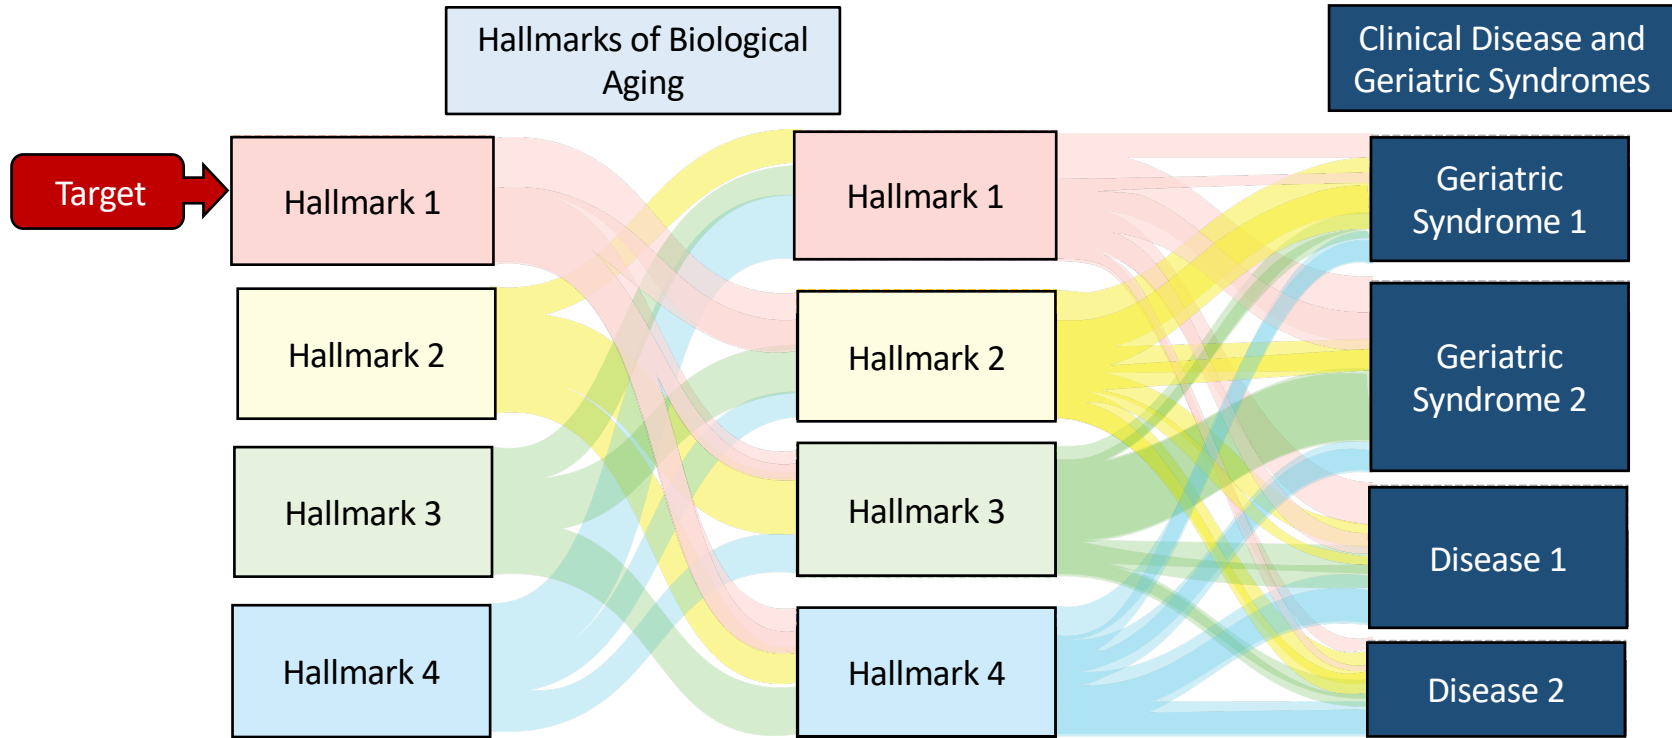 Hallmarks of Biological
Aging
Clinical Disease and
Geriatric Syndromes
Target
Hallmark 1
Hallmark 2
Hallmark 3
Hallmark 4
Hallmark 1
Hallmark 2
Hallmark 3
Hallmark 4
Geriatric
Syndrome 1
Geriatric
Syndrome 2
Disease 1
Disease 2